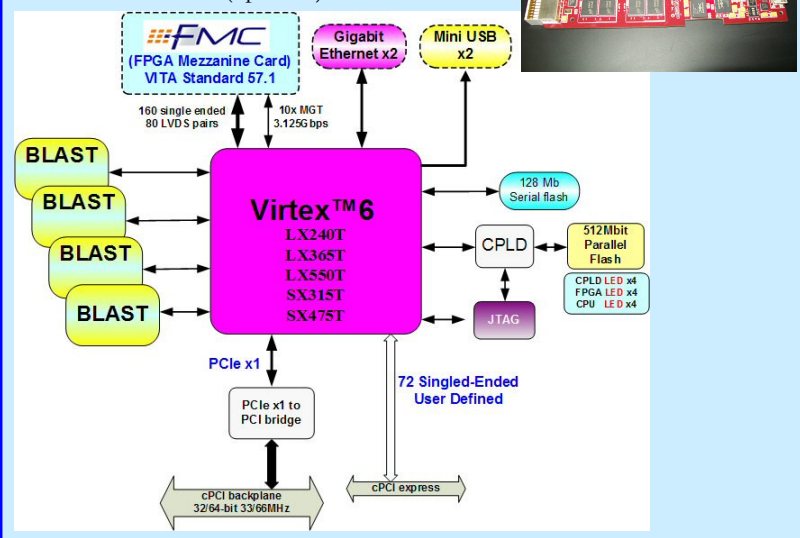 FMC
(FPGA Mezzanine Card)
VITA Standard 57.1
Gigabit
Ethernet x2
Mini USB
x2
160 single ended
80 LVDS pairs
10x MGT
3.125Gbps
BLAST
BLAST
BLAST
BLAST
Virtex™6
LX240T
LX365T
LX550T
SX315T
SX475T
128 Mb
Serial flash
CPLD
512Mbit
Parallel
Flash
CPLD LED x4
FPGA LED x4
CPU LED x4
JTAG
PCIe x1
72 Singled-Ended
User Defined
PCIe x1 to
PCI bridge
cPCI backplane
32/64-bit 33/66MHz
cPCI express